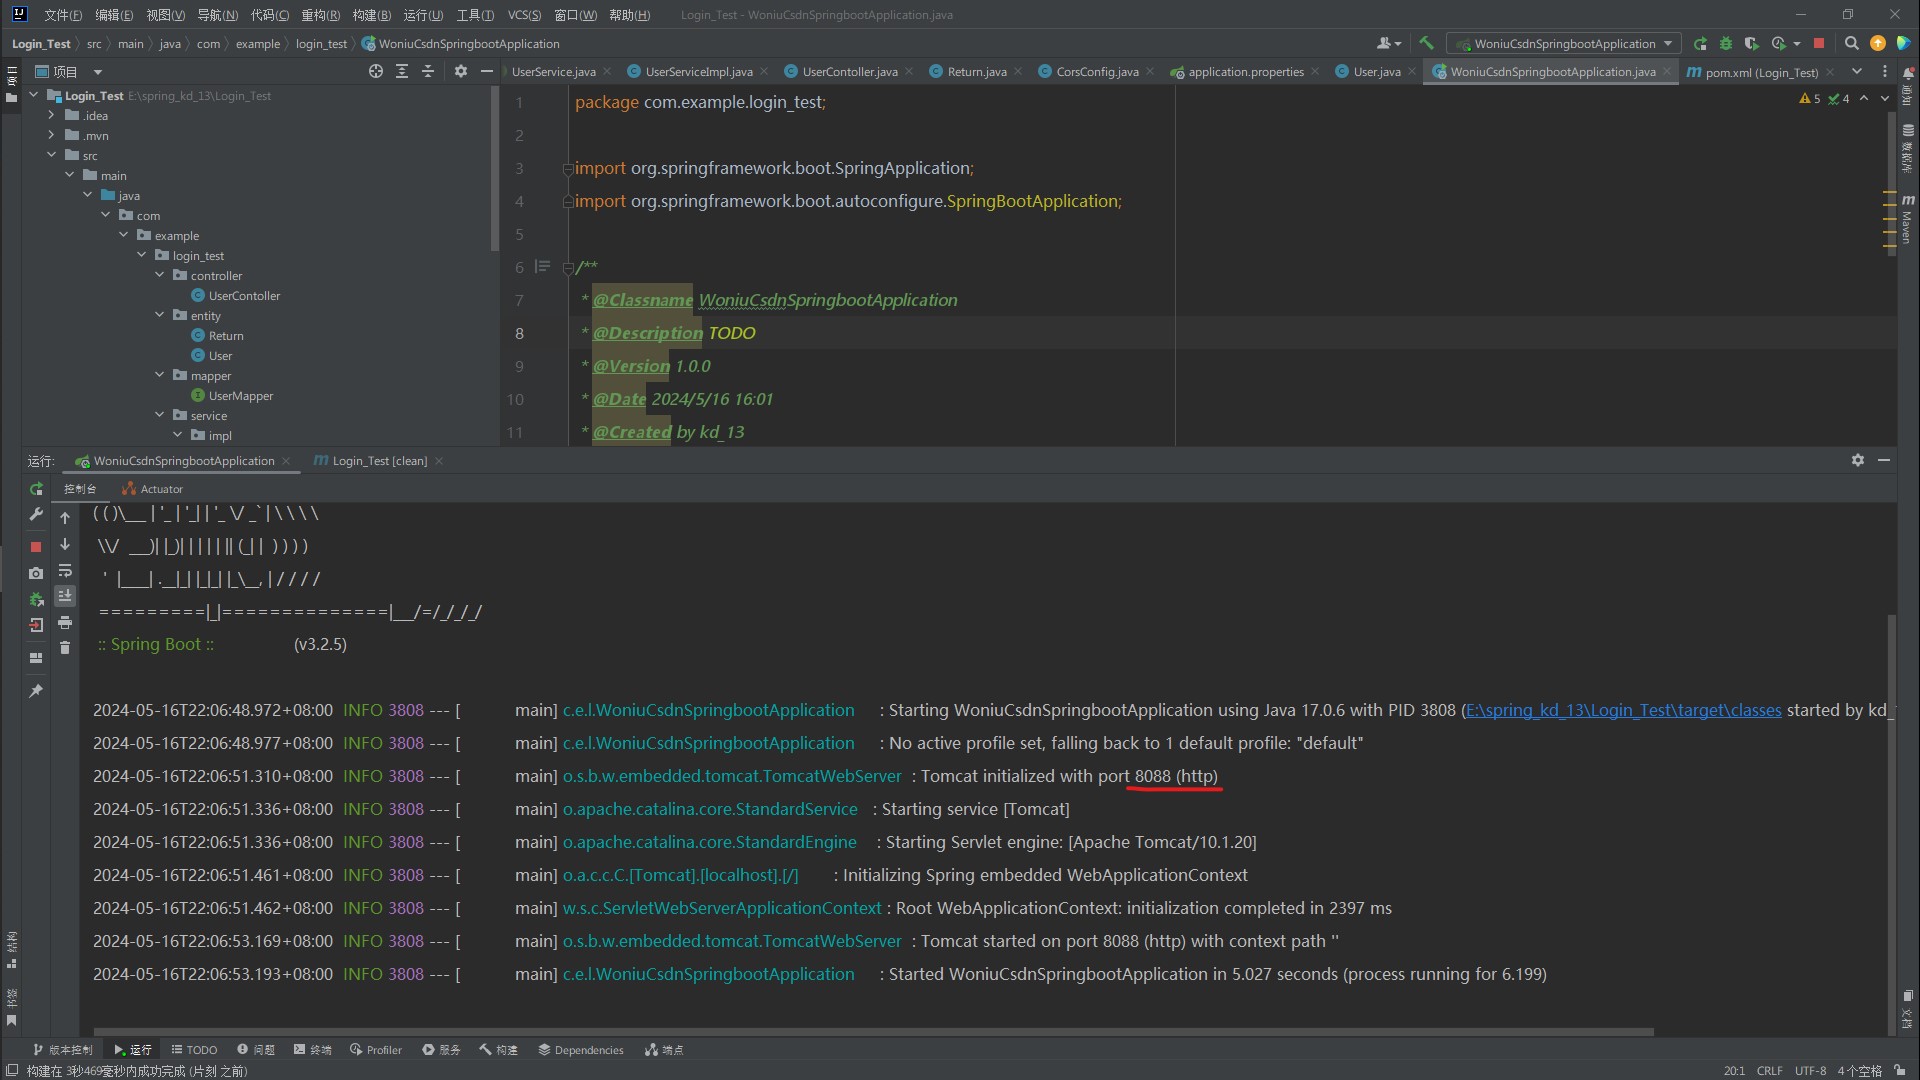 文件(F) 编辑(E) 视图(V) 导航(N) 代码(C) 重构(R) 构建(B) 运行(U) 工具(T) VCS(S) 窗口(W) 帮助(H) Login_Test - WoniuCsdnSpringbootApplication.java
Login_Test src main java com example login_test WoniuCsdnSpringbootApplication
WoniuCsdnSpringbootApplication
项目
项目
UserService.java UserServiceImpl.java UserContoller.java Return.java CorsConfig.java application.properties User.java WoniuCsdnSpringbootApplication.java pom.xml (Login_Test)
通知
数据库
Maven
Login_Test E:\spring_kd_13\Login_Test
.idea
.mvn
src
main
java
com
example
login_test
controller
UserContoller
entity
Return
User
mapper
UserMapper
service
impl
5 4
1 package com.example.login_test;
2
3 import org.springframework.boot.SpringApplication;
4 import org.springframework.boot.autoconfigure.SpringBootApplication;
5
6 /**
7 * @Classname WoniuCsdnSpringbootApplication
8 * @Description TODO
9 * @Version 1.0.0
10 * @Date 2024/5/16 16:01
11 * @Created by kd_13
运行: WoniuCsdnSpringbootApplication Login_Test [clean]
控制台 Actuator
( ( )\___ | '_ | '_| | '_ \/ _` | \ \ \ \
\\/ ___)| |_)| | | | | || (_| | ) ) ) )
' |____| .__|_| |_|_| |_\__, | / / / /
=========|_|==============|___/=/_/_/_/
:: Spring Boot :: (v3.2.5)
2024-05-16T22:06:48.972+08:00 INFO 3808 --- [ main] c.e.l.WoniuCsdnSpringbootApplication : Starting WoniuCsdnSpringbootApplication using Java 17.0.6 with PID 3808 (E:\spring_kd_13\Login_Test\target\classes started by kd_
2024-05-16T22:06:48.977+08:00 INFO 3808 --- [ main] c.e.l.WoniuCsdnSpringbootApplication : No active profile set, falling back to 1 default profile: "default"
2024-05-16T22:06:51.310+08:00 INFO 3808 --- [ main] o.s.b.w.embedded.tomcat.TomcatWebServer : Tomcat initialized with port 8088 (http)
2024-05-16T22:06:51.336+08:00 INFO 3808 --- [ main] o.apache.catalina.core.StandardService : Starting service [Tomcat]
2024-05-16T22:06:51.336+08:00 INFO 3808 --- [ main] o.apache.catalina.core.StandardEngine : Starting Servlet engine: [Apache Tomcat/10.1.20]
2024-05-16T22:06:51.461+08:00 INFO 3808 --- [ main] o.a.c.c.C.[Tomcat].[localhost].[/] : Initializing Spring embedded WebApplicationContext
2024-05-16T22:06:51.462+08:00 INFO 3808 --- [ main] w.s.c.ServletWebServerApplicationContext : Root WebApplicationContext: initialization completed in 2397 ms
2024-05-16T22:06:53.169+08:00 INFO 3808 --- [ main] o.s.b.w.embedded.tomcat.TomcatWebServer : Tomcat started on port 8088 (http) with context path ''
2024-05-16T22:06:53.193+08:00 INFO 3808 --- [ main] c.e.l.WoniuCsdnSpringbootApplication : Started WoniuCsdnSpringbootApplication in 5.027 seconds (process running for 6.199)
结构
书签
文档
版本控制 运行 TODO 问题 终端 Profiler 服务 构建 Dependencies 端点
构建在 3秒469毫秒内成功完成 (片刻 之前) 20:1 CRLF UTF-8 4 个空格